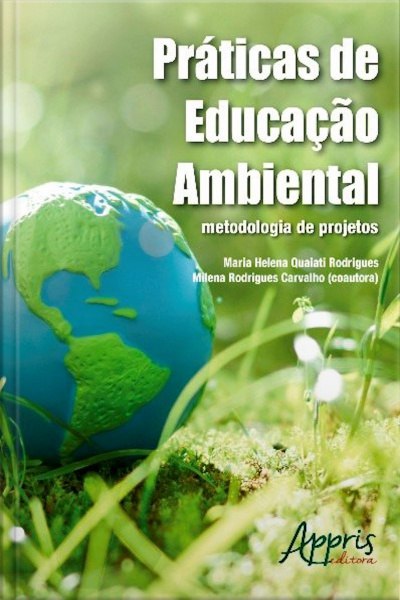 Práticas de
Educação
Ambiental
metodologia de projetos
Maria Helena Qualati Rodrigues
Milena Rodrigues Carvalho (coautora)
Appris
editora